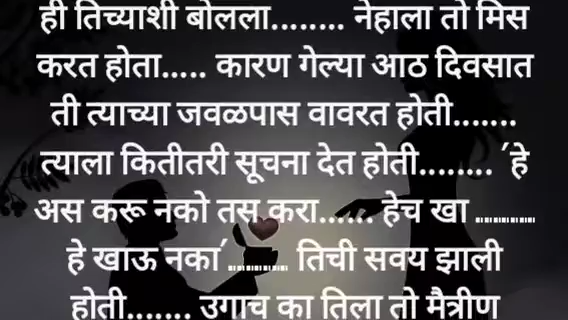 ही तिच्याशी बोलला........ नेहाला तो मिस
करत होता..... कारण गेल्या आठ दिवसात
ती त्याच्या जवळपास वावरत होती.......
त्याला कितीतरी सूचना देत होती........ ´हे
अस करू नको तस करा...... हेच खा ............
हे खाऊ नका´............ तिची सवय झाली
होती....... उगाच का तिला तो मैत्रीण